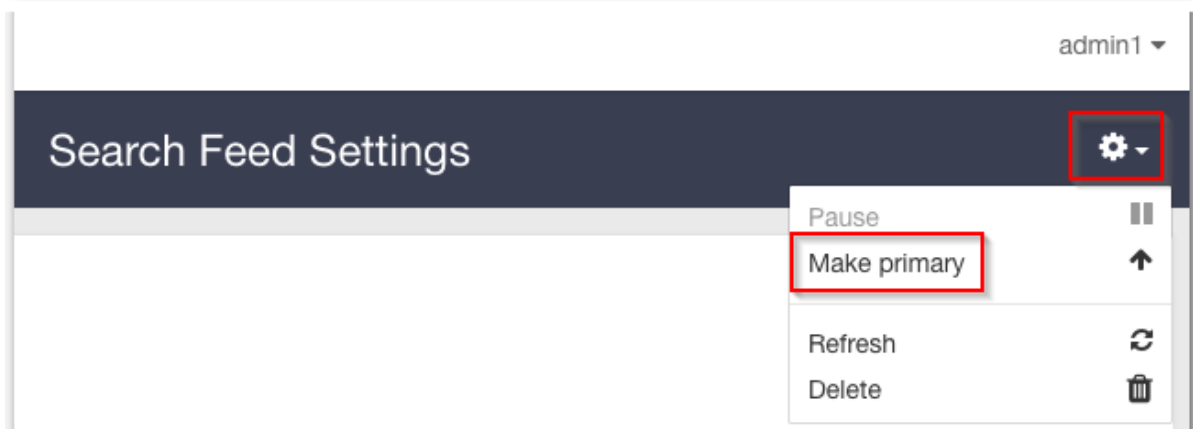 admin1
Search Feed Settings
Pause
Make primary
Refresh
Delete